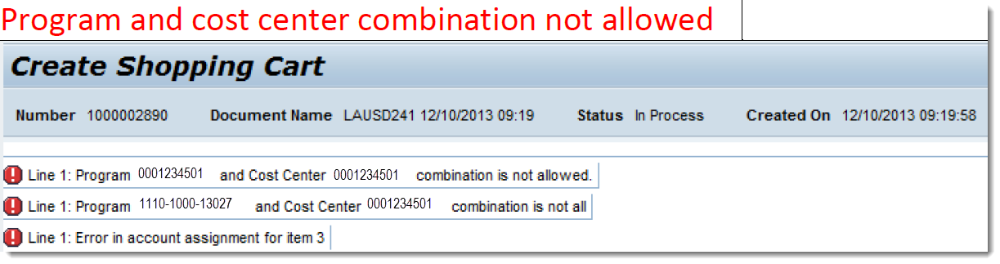 Program and cost center combination not allowed
Create Shopping Cart
Number 1000002890 Document Name LAUSD241 12/10/2013 09:19 Status In Process Created On 12/10/2013 09:19:58
Line 1: Program 0001234501 and Cost Center 0001234501 combination is not allowed.
Line 1: Program 1110-1000-13027 and Cost Center 0001234501 combination is not all
Line 1: Error in account assignment for item 3